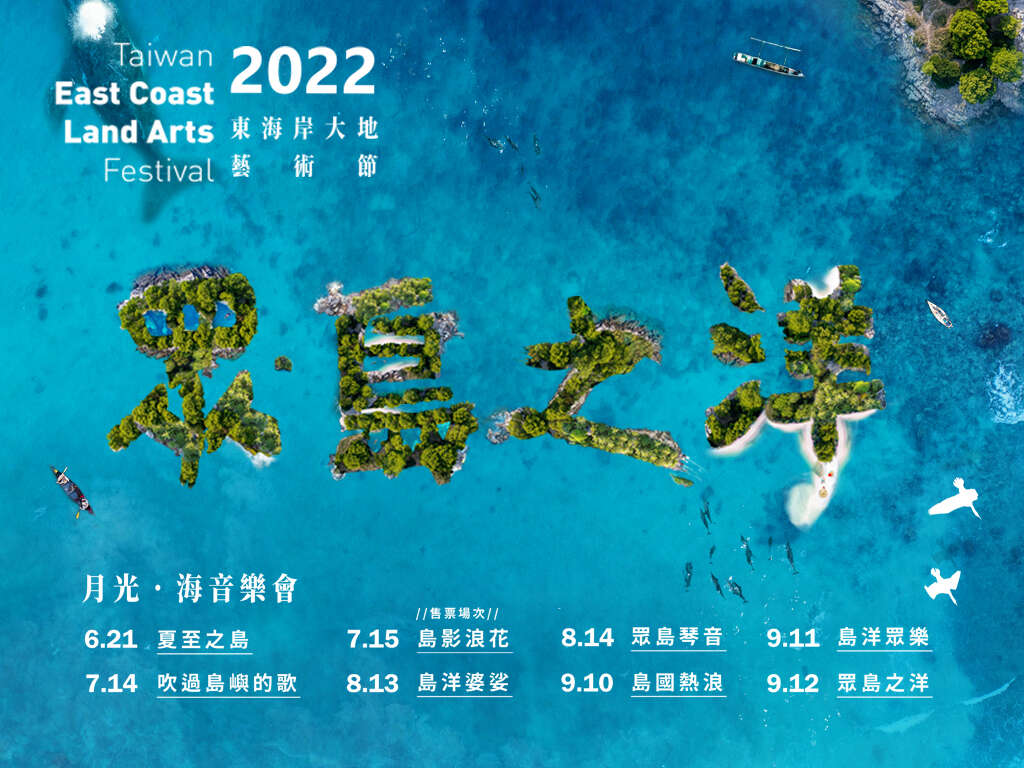 Taiwan
East Coast
Land Arts
Festival
2022
東海岸大地
藝術節
眾島之洋
月光·海音樂會
6.21 夏至之島
7.14 吹過島嶼的歌
//售票場次//
7.15 島影浪花
8.13 島洋婆娑
8.14 眾島琴音
9.10 島國熱浪
9.11 島洋眾樂
9.12 眾島之洋